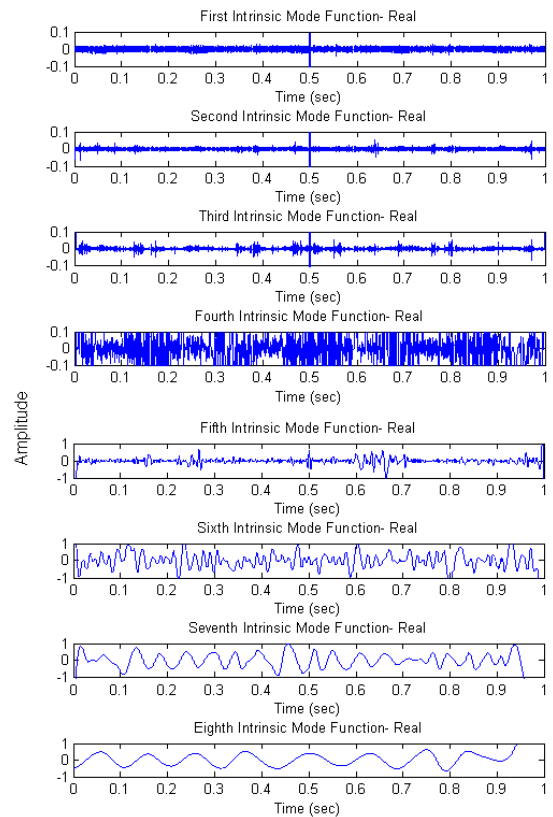 First Intrinsic Mode Function- Real
0.1
0
-0.1
0 0.1 0.2 0.3 0.4 0.5 0.6 0.7 0.8 0.9 1
Time (sec)
Second Intrinsic Mode Function- Real
0.1
0
-0.1
0 0.1 0.2 0.3 0.4 0.5 0.6 0.7 0.8 0.9 1
Time (sec)
Third Intrinsic Mode Function- Real
0.1
0
-0.1
0 0.1 0.2 0.3 0.4 0.5 0.6 0.7 0.8 0.9 1
Time (sec)
Fourth Intrinsic Mode Function- Real
0.1
0
-0.1
0 0.1 0.2 0.3 0.4 0.5 0.6 0.7 0.8 0.9 1
Time (sec)
Amplitude
Fifth Intrinsic Mode Function- Real
1
0
-1
0 0.1 0.2 0.3 0.4 0.5 0.6 0.7 0.8 0.9 1
Time (sec)
Sixth Intrinsic Mode Function- Real
1
0
-1
0 0.1 0.2 0.3 0.4 0.5 0.6 0.7 0.8 0.9 1
Time (sec)
Seventh Intrinsic Mode Function- Real
1
0
-1
0 0.1 0.2 0.3 0.4 0.5 0.6 0.7 0.8 0.9 1
Time (sec)
Eighth Intrinsic Mode Function- Real
1
0
-1
0 0.1 0.2 0.3 0.4 0.5 0.6 0.7 0.8 0.9 1
Time (sec)